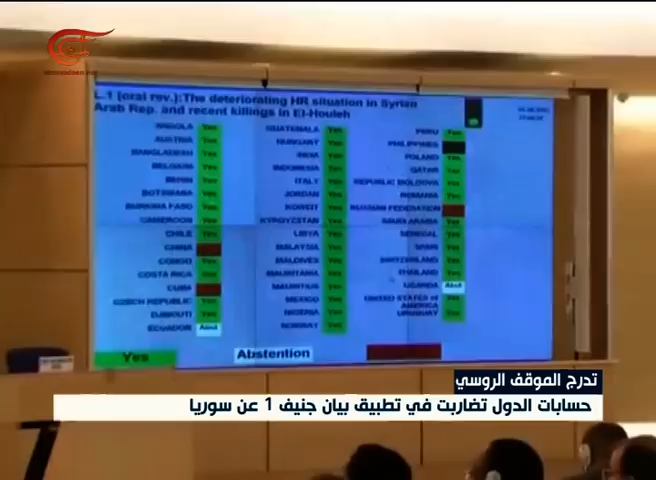 L.1 (oral rev.):The deteriorating HR situation in Syrian
Arab Rep. and recent killings in El-Houleh
ANGOLA Yes
AUSTRIA Yes
BANGLADESH Yes
BELGIUM Yes
BENIN Yes
BOTSWANA Yes
BURKINA FASO Yes
CAMEROON Yes
CHILE Yes
CHINA
CONGO Yes
COSTA RICA Yes
CUBA
CZECH REPUBLIC Yes
DJIBOUTI Yes
ECUADOR Abst
GUATEMALA Yes
HUNGARY Yes
INDIA Yes
INDONESIA Yes
ITALY Yes
JORDAN Yes
KUWAIT Yes
KYRGYZSTAN Yes
LIBYA Yes
MALAYSIA Yes
MALDIVES Yes
MAURITANIA Yes
MAURITIUS Yes
MEXICO Yes
NIGERIA Yes
NORWAY Yes
PERU Yes
PHILIPPINES
POLAND Yes
QATAR Yes
REPUBLIC MOLDOVA Yes
ROMANIA Yes
RUSSIAN FEDERATION
SAUDI ARABIA Yes
SENEGAL Yes
SPAIN Yes
SWITZERLAND Yes
THAILAND Yes
UGANDA Abst
UNITED STATES of AMERICA Yes
URUGUAY Yes
Yes
Abstention
تدرج الموقف الروسي
حسابات الدول تضاربت في تطبيق بيان جنيف 1 عن سوريا